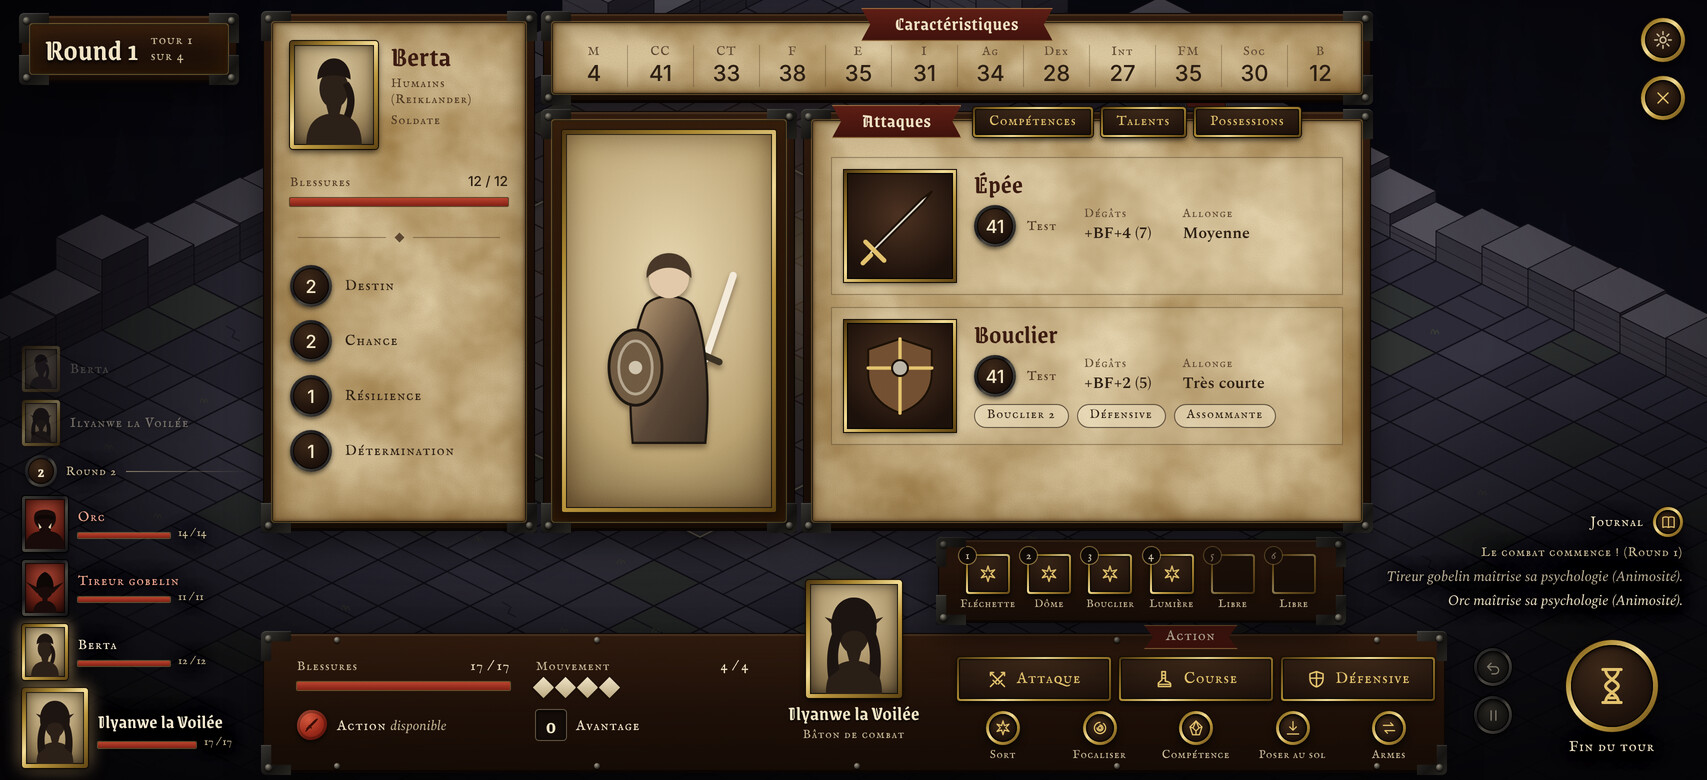 Round 1
Tour 1
sur 4
Berta
Humains
(Reiklander)
Soldate
Blessures 12 / 12
2 Destin
2 Chance
1 Résilience
1 Détermination
Caractéristiques
M CC CT F E I Ag Dex Int FM Soc B
4 41 33 38 35 31 34 28 27 35 30 12
Attaques Compétences Talents Possessions
Épée
41 Test
Dégâts
+BF+4 (7)
Allonge
Moyenne
Bouclier
41 Test
Dégâts
+BF+2 (5)
Allonge
Très courte
Bouclier 2 Défensive Assommante
Berta
Ilyanwe la Voilée
2 Round 2
Orc
14/14
Tireur gobelin
11/11
Berta
12/12
Ilyanwe la Voilée
17/17
Blessures 17/17
Action disponible
Mouvement 4/4
0 Avantage
Ilyanwe la Voilée
Bâton de combat
1 2 3 4 5 6
Fléchette Dôme Bouclier Lumière Libre Libre
Action
Attaque Course Défensive
Sort Focaliser Compétence Poser au sol Armes
Journal
Le combat commence ! (Round 1)
Tireur gobelin maîtrise sa psychologie (Animosité).
Orc maîtrise sa psychologie (Animosité).
Fin du tour